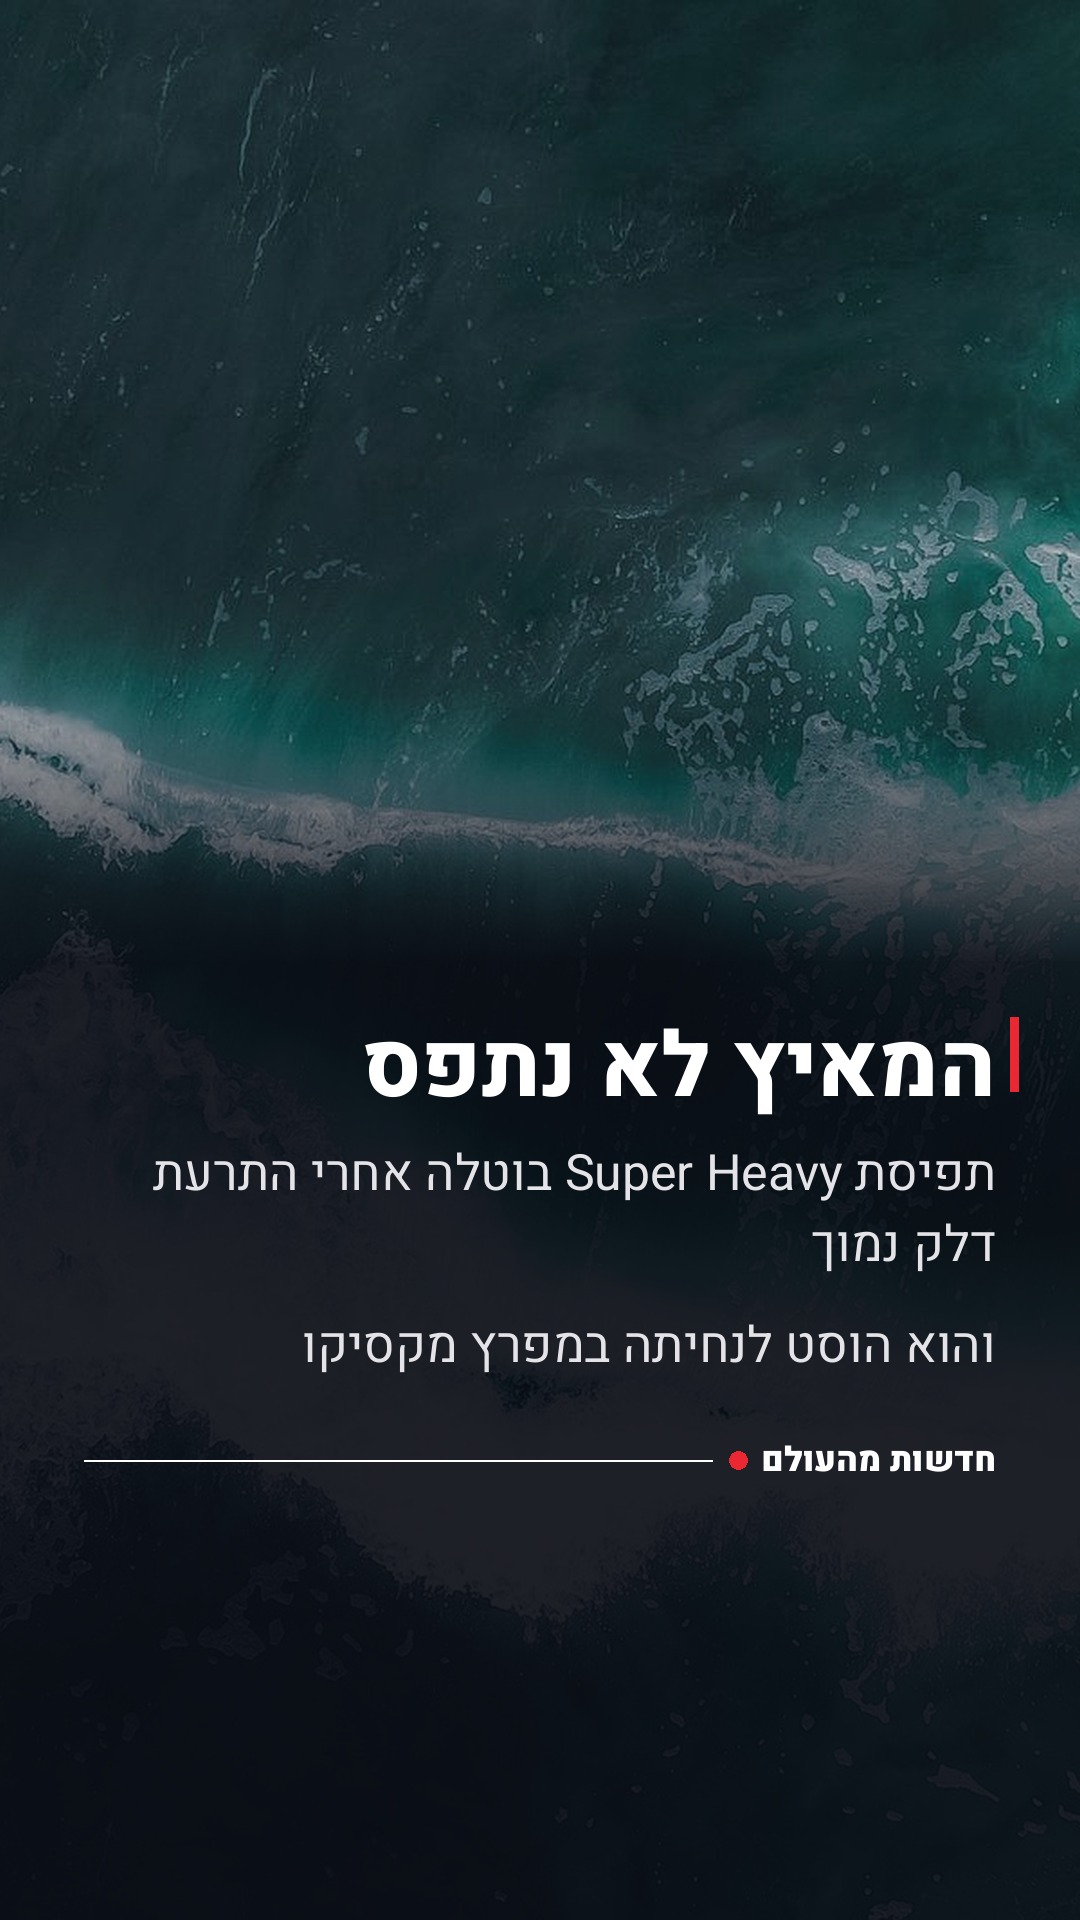 המאיץ לא נתפס
תפיסת Super Heavy בוטלה אחרי התרעת
דלק נמוך
והוא הוסט לנחיתה במפרץ מקסיקו
חדשות מהעולם